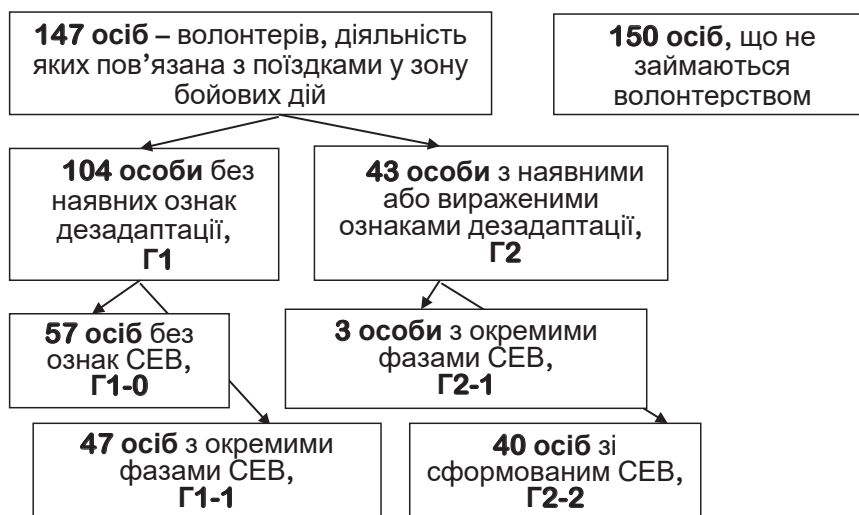 147 осіб – волонтерів, діяльність
яких пов’язана з поїздками у зону
бойових дій
150 осіб, що не
займаються
волонтерством
104 особи без
наявних ознак
дезадаптації,
Г1
43 особи з наявними
або вираженими
ознаками дезадаптації,
Г2
57 осіб без
ознак СЕВ,
Г1-0
3 особи з окремими
фазами СЕВ,
Г2-1
47 осіб з окремими
фазами СЕВ,
Г1-1
40 осіб зі
сформованим СЕВ,
Г2-2